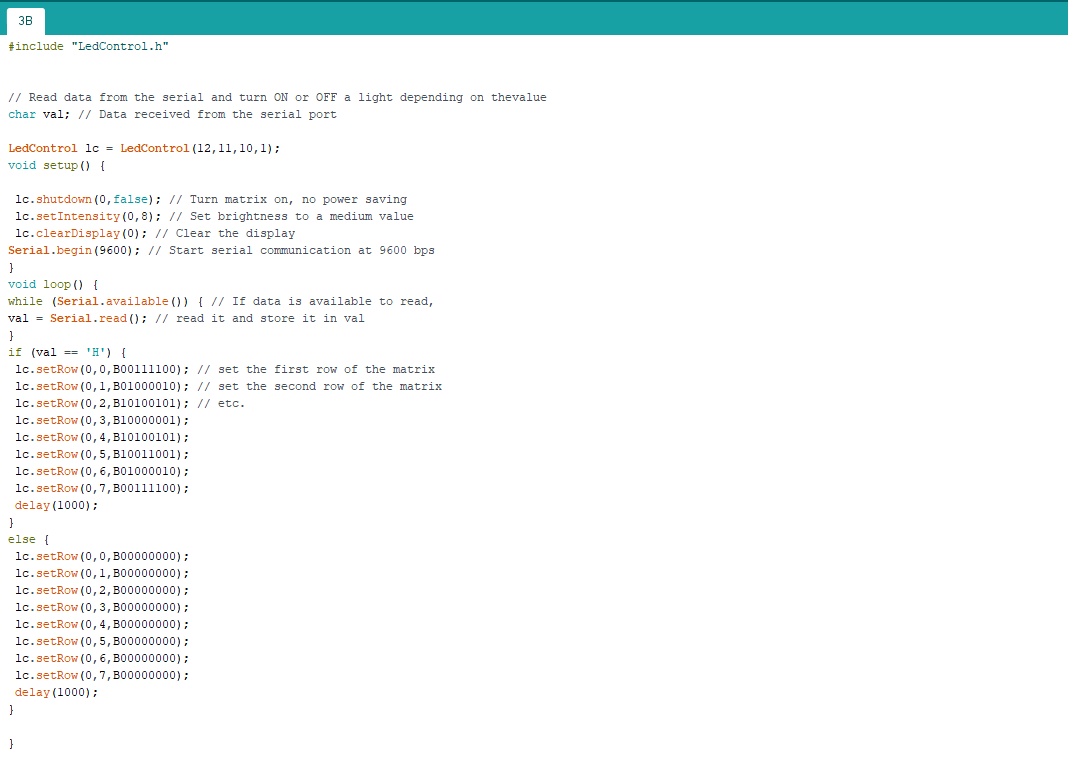 3B
#include "LedControl.h"
// Read data from the serial and turn ON or OFF a light depending on thevalue
char val; // Data received from the serial port
LedControl lc = LedControl(12,11,10,1);
void setup() {
lc.shutdown(0,false); // Turn matrix on, no power saving
lc.setIntensity(0,8); // Set brightness to a medium value
lc.clearDisplay(0); // Clear the display
Serial.begin(9600); // Start serial communication at 9600 bps
}
void loop() {
while (Serial.available()) { // If data is available to read,
val = Serial.read(); // read it and store it in val
}
if (val == 'H') {
lc.setRow(0,0,B00111100); // set the first row of the matrix
lc.setRow(0,1,B01000010); // set the second row of the matrix
lc.setRow(0,2,B10100101); // etc.
lc.setRow(0,3,B10000001);
lc.setRow(0,4,B10100101);
lc.setRow(0,5,B10011001);
lc.setRow(0,6,B01000010);
lc.setRow(0,7,B00111100);
delay(1000);
}
else {
lc.setRow(0,0,B00000000);
lc.setRow(0,1,B00000000);
lc.setRow(0,2,B00000000);
lc.setRow(0,3,B00000000);
lc.setRow(0,4,B00000000);
lc.setRow(0,5,B00000000);
lc.setRow(0,6,B00000000);
lc.setRow(0,7,B00000000);
delay(1000);
}
}